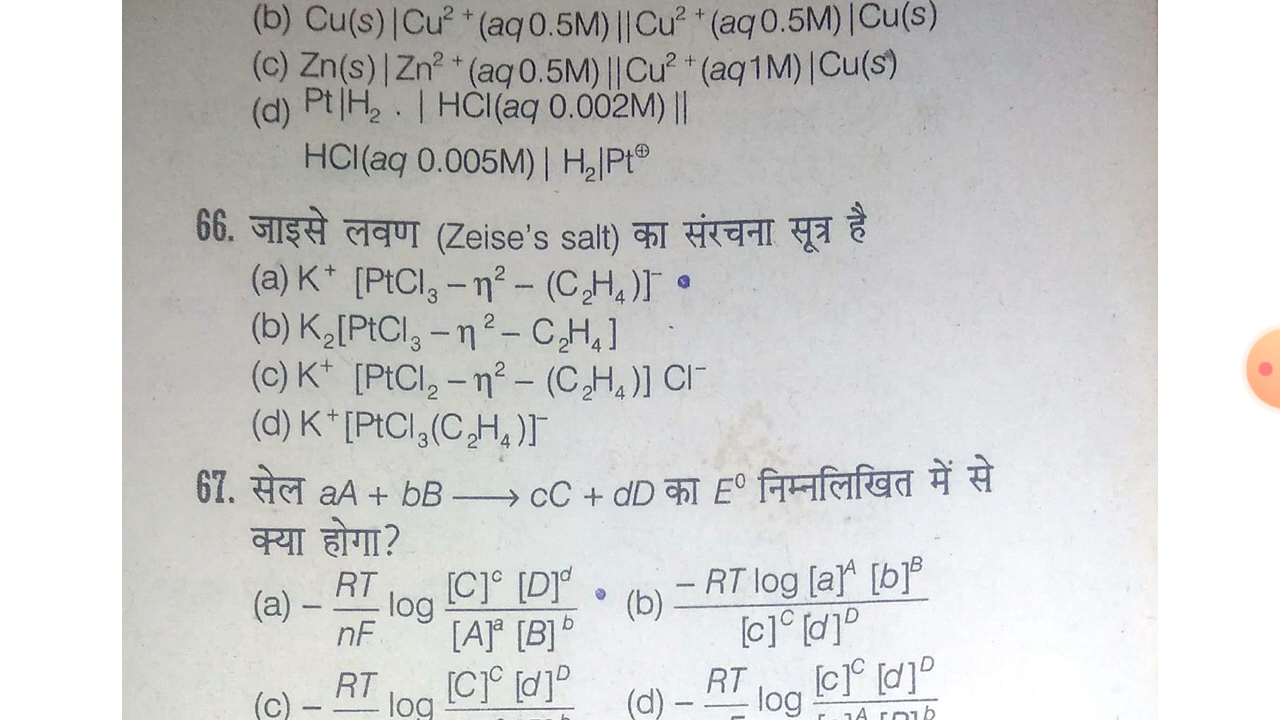 (b) Cu(s)|Cu²⁺(aq 0.5M)||Cu²⁺(aq 0.5M)|Cu(s)
(c) Zn(s)|Zn²⁺(aq 0.5M)||Cu²⁺(aq 1M)|Cu(s)
(d) Pt|H₂ . | HCl(aq 0.002M)||
HCl(aq 0.005M)| H₂|Pt⊕
66. जाइसे लवण (Zeise's salt) का संरचना सूत्र है
(a) K⁺ [PtCl₃ – η² – (C₂H₄)]⁻
(b) K₂[PtCl₃ – η² – C₂H₄]
(c) K⁺ [PtCl₂ – η² – (C₂H₄)] Cl⁻
(d) K⁺[PtCl₃(C₂H₄)]⁻
67. सेल aA + bB ⟶ cC + dD का E⁰ निम्नलिखित में से
क्या होगा?
(a) – RT/nF log [C]ᶜ [D]ᵈ / [A]ᵃ [B]ᵇ (b) – RT log [a]ᴬ [b]ᴮ / [c]ꟲ [d]ᴰ
(c) – RT log [C]ꟲ [d]ᴰ (d) – RT log [c]ꟲ [d]ᴰ